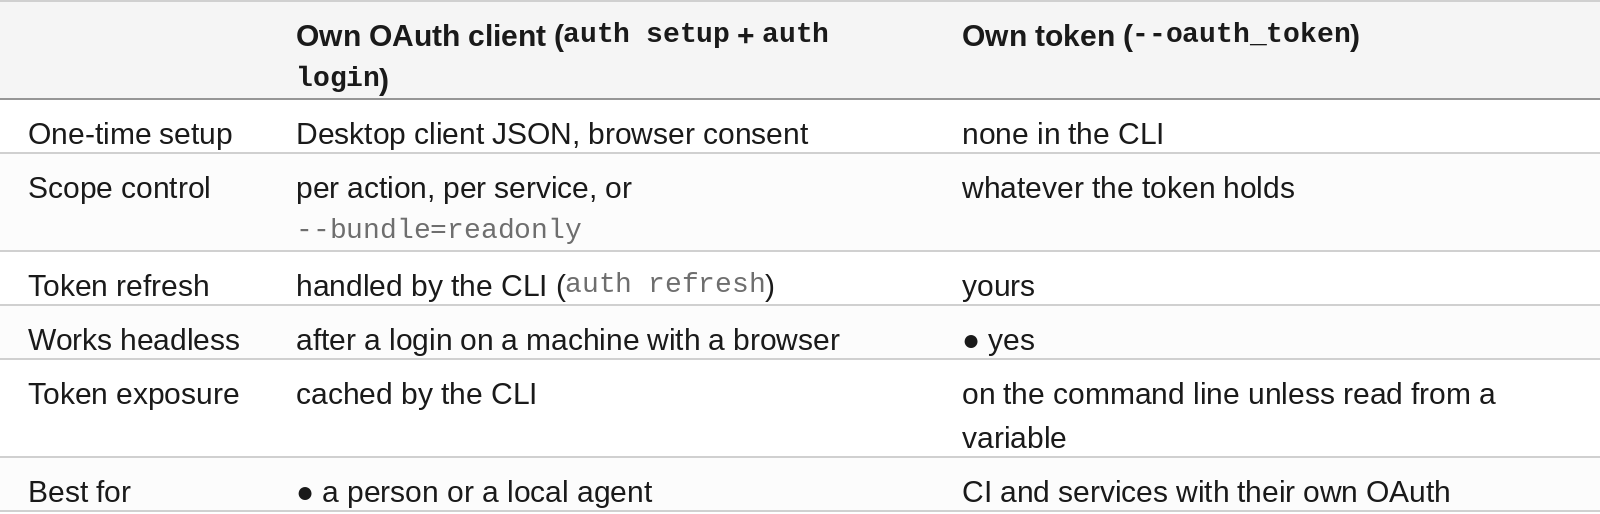 Own OAuth client (auth setup + auth login)
Own token (--oauth_token)
One-time setup
Desktop client JSON, browser consent
none in the CLI
Scope control
per action, per service, or
--bundle=readonly
whatever the token holds
Token refresh
handled by the CLI (auth refresh)
yours
Works headless
after a login on a machine with a browser
● yes
Token exposure
cached by the CLI
on the command line unless read from a
variable
Best for
● a person or a local agent
CI and services with their own OAuth